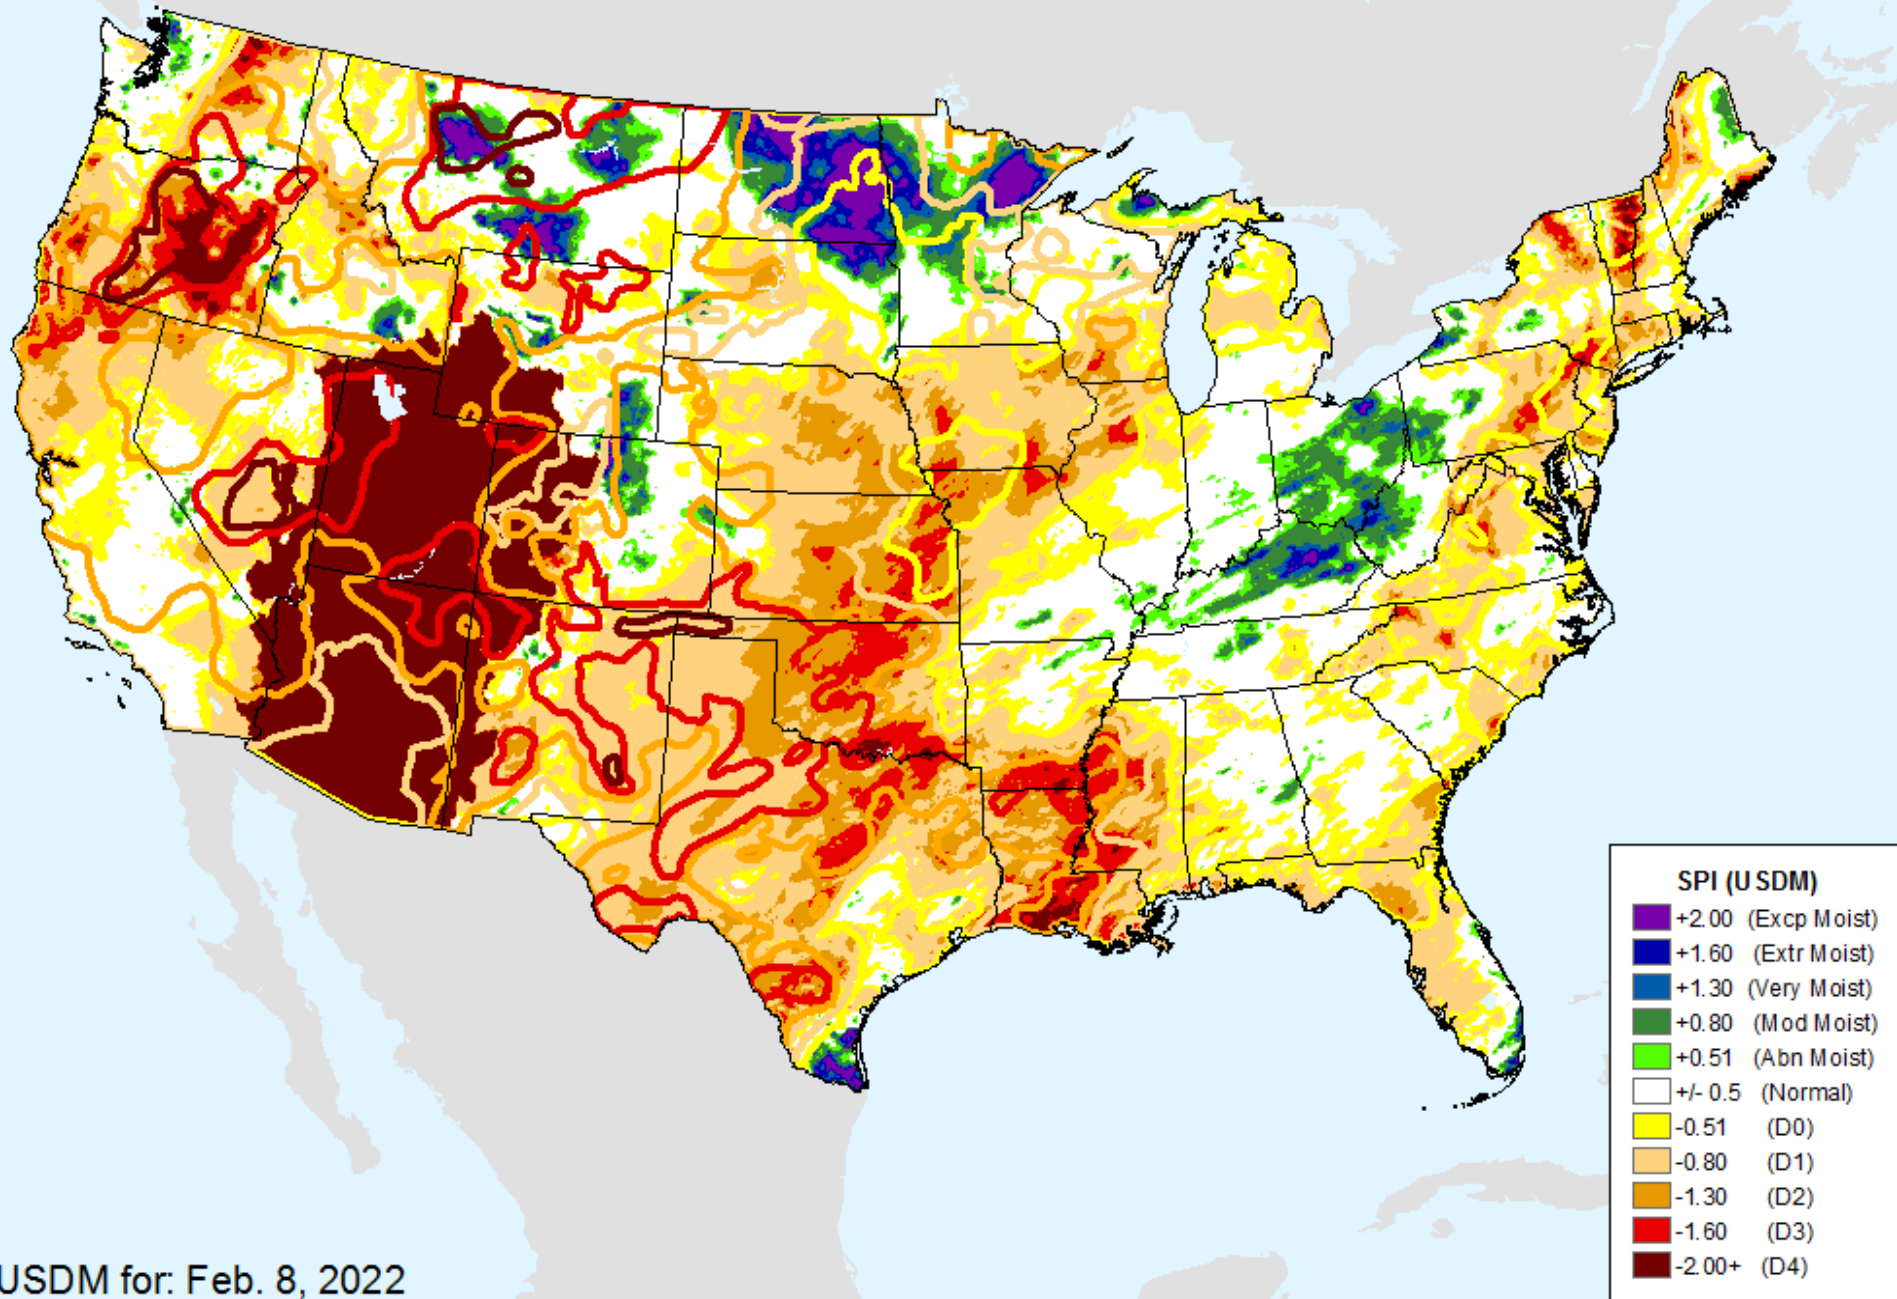 SPI (USDM)
+2.00 (Excp Moist)
+1.60 (Extr Moist)
+1.30 (Very Moist)
+0.80 (Mod Moist)
+0.51 (Abn Moist)
+/- 0.5 (Normal)
-0.51 (D0)
-0.80 (D1)
-1.30 (D2)
-1.60 (D3)
-2.00+ (D4)
USDM for: Feb. 8, 2022